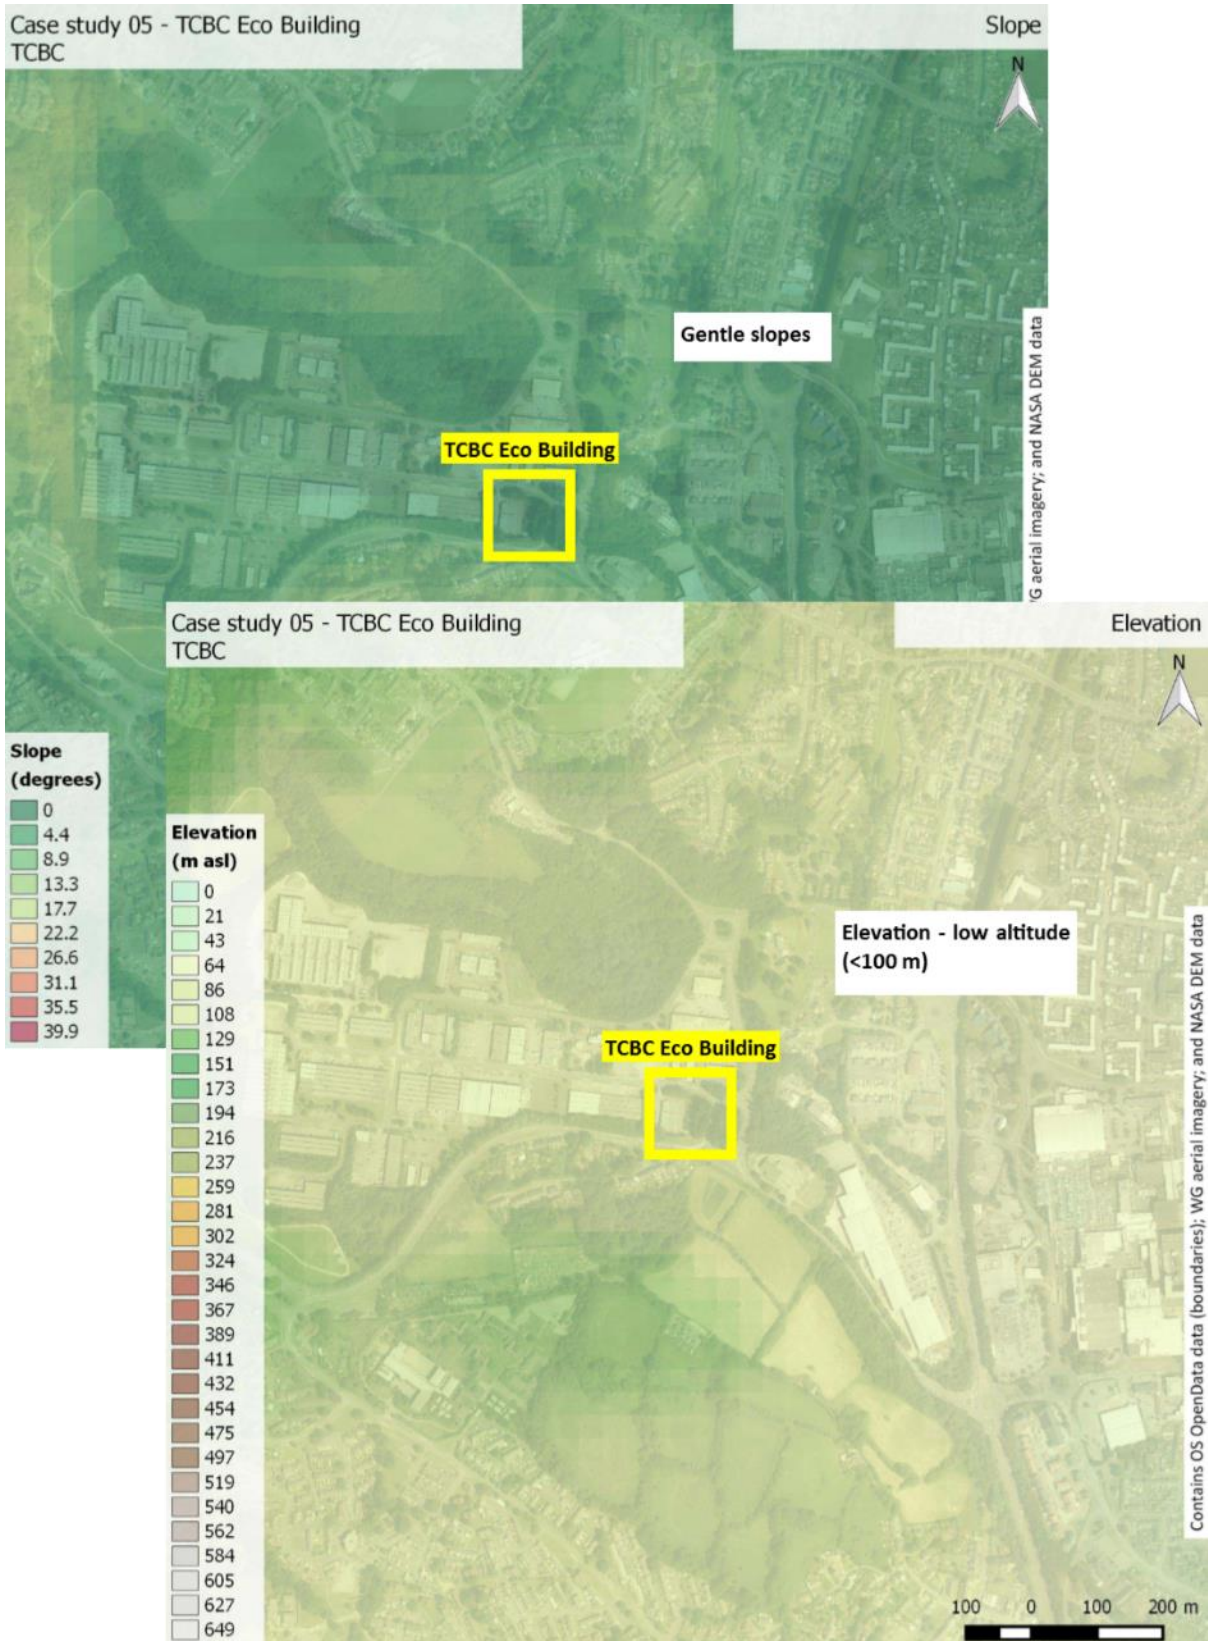 Case study 05 - TCBC Eco Building
TCBC
Slope
N
Gentle slopes
TCBC Eco Building
G aerial imagery; and NASA DEM data
Slope
(degrees)
0
4.4
8.9
13.3
17.7
22.2
26.6
31.1
35.5
39.9
Case study 05 - TCBC Eco Building
TCBC
Elevation
N
Elevation
(m asl)
0
21
43
64
86
108
129
151
173
194
216
237
259
281
302
324
346
367
389
411
432
454
475
497
519
540
562
584
605
627
649
Elevation - low altitude
(<100 m)
TCBC Eco Building
Contains OS OpenData data (boundaries); WG aerial imagery; and NASA DEM data
100 0 100 200 m